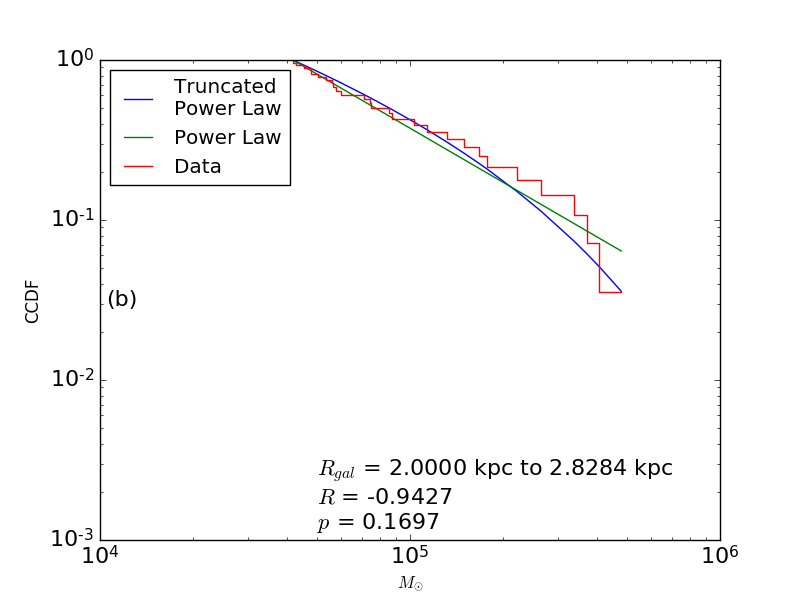 10^0
Truncated
Power Law
Power Law
Data
10^-1
CCDF
(b)
10^-2
R_gal = 2.0000 kpc to 2.8284 kpc
R = -0.9427
p = 0.1697
10^-3
10^4
10^5
10^6
M_⊙